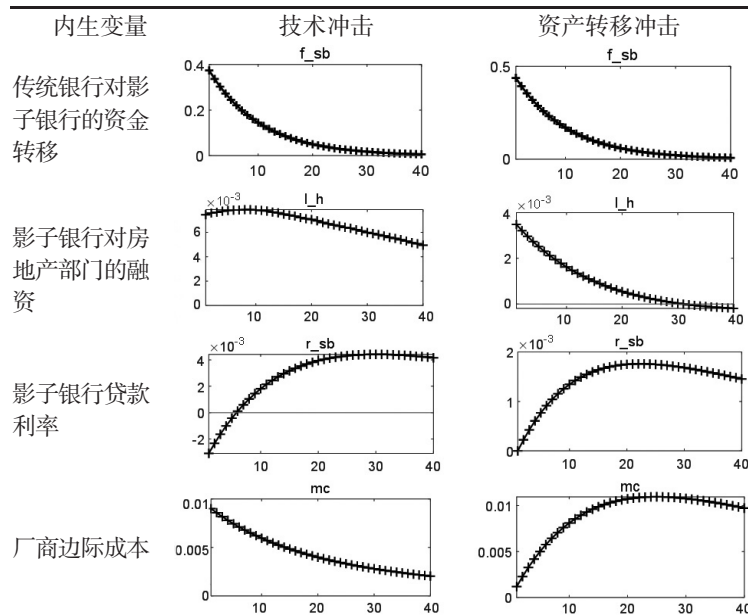 内生变量 技术冲击 资产转移冲击
传统银行对影
子银行的资金
转移
f_sb
0.4
0.2
0
10 20 30 40
f_sb
0.5
0
10 20 30 40
影子银行对房
地产部门的融
资
×10⁻³ l_h
6
4
2
0
10 20 30 40
×10⁻³ l_h
4
2
0
10 20 30 40
影子银行贷款
利率
×10⁻³ r_sb
4
2
0
-2
10 20 30 40
×10⁻³ r_sb
2
1
0
10 20 30 40
厂商边际成本
mc
0.01
0.005
0
10 20 30 40
mc
0.01
0.005
0
10 20 30 40